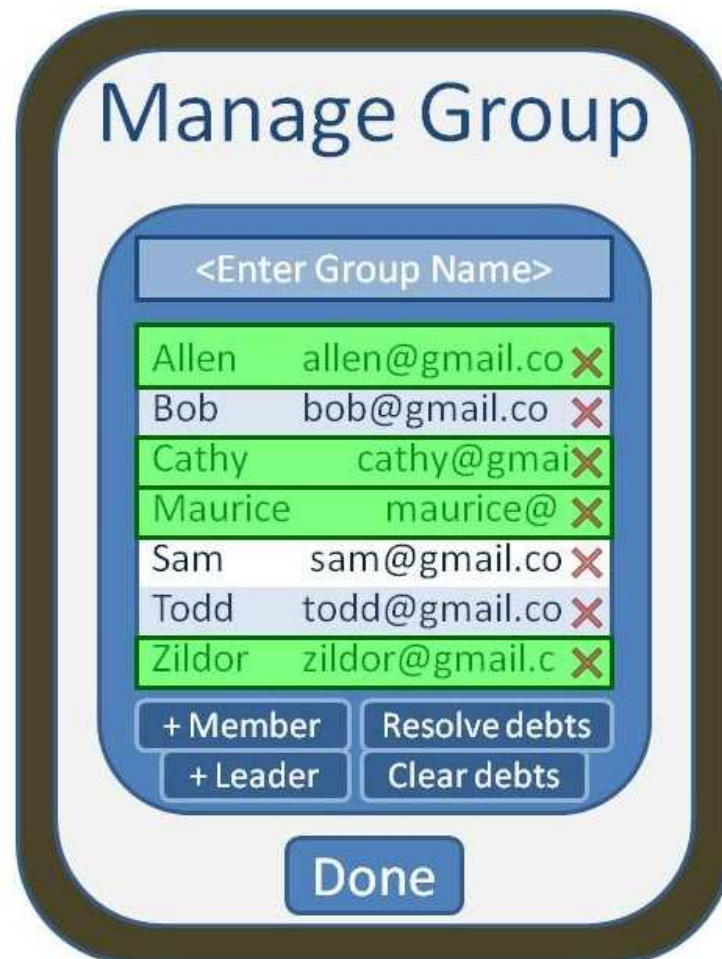 Manage Group
<Enter Group Name>
Allen allen@gmail.co
Bob bob@gmail.co
Cathy cathy@gmai
Maurice maurice@
Sam sam@gmail.co
Todd todd@gmail.co
Zildor zildor@gmail.c
+ Member Resolve debts
+ Leader Clear debts
Done